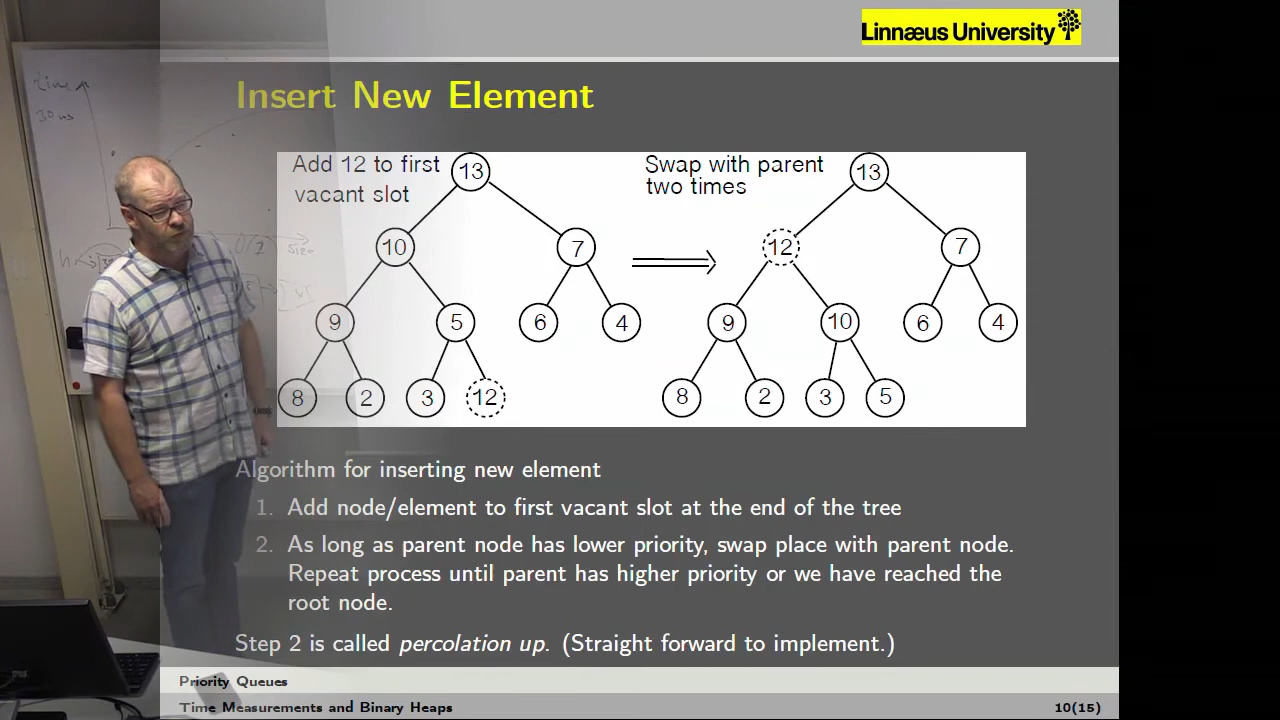 Linnæus University
Insert New Element
Add 12 to first
vacant slot
13
10
7
9
5
6
4
8
2
3
12
Swap with parent
two times
13
12
7
9
10
6
4
8
2
3
5
time
30 ns
size
Algorithm for inserting new element
1. Add node/element to first vacant slot at the end of the tree
2. As long as parent node has lower priority, swap place with parent node.
Repeat process until parent has higher priority or we have reached the
root node.
Step 2 is called percolation up. (Straight forward to implement.)
Priority Queues
Time Measurements and Binary Heaps
10(15)